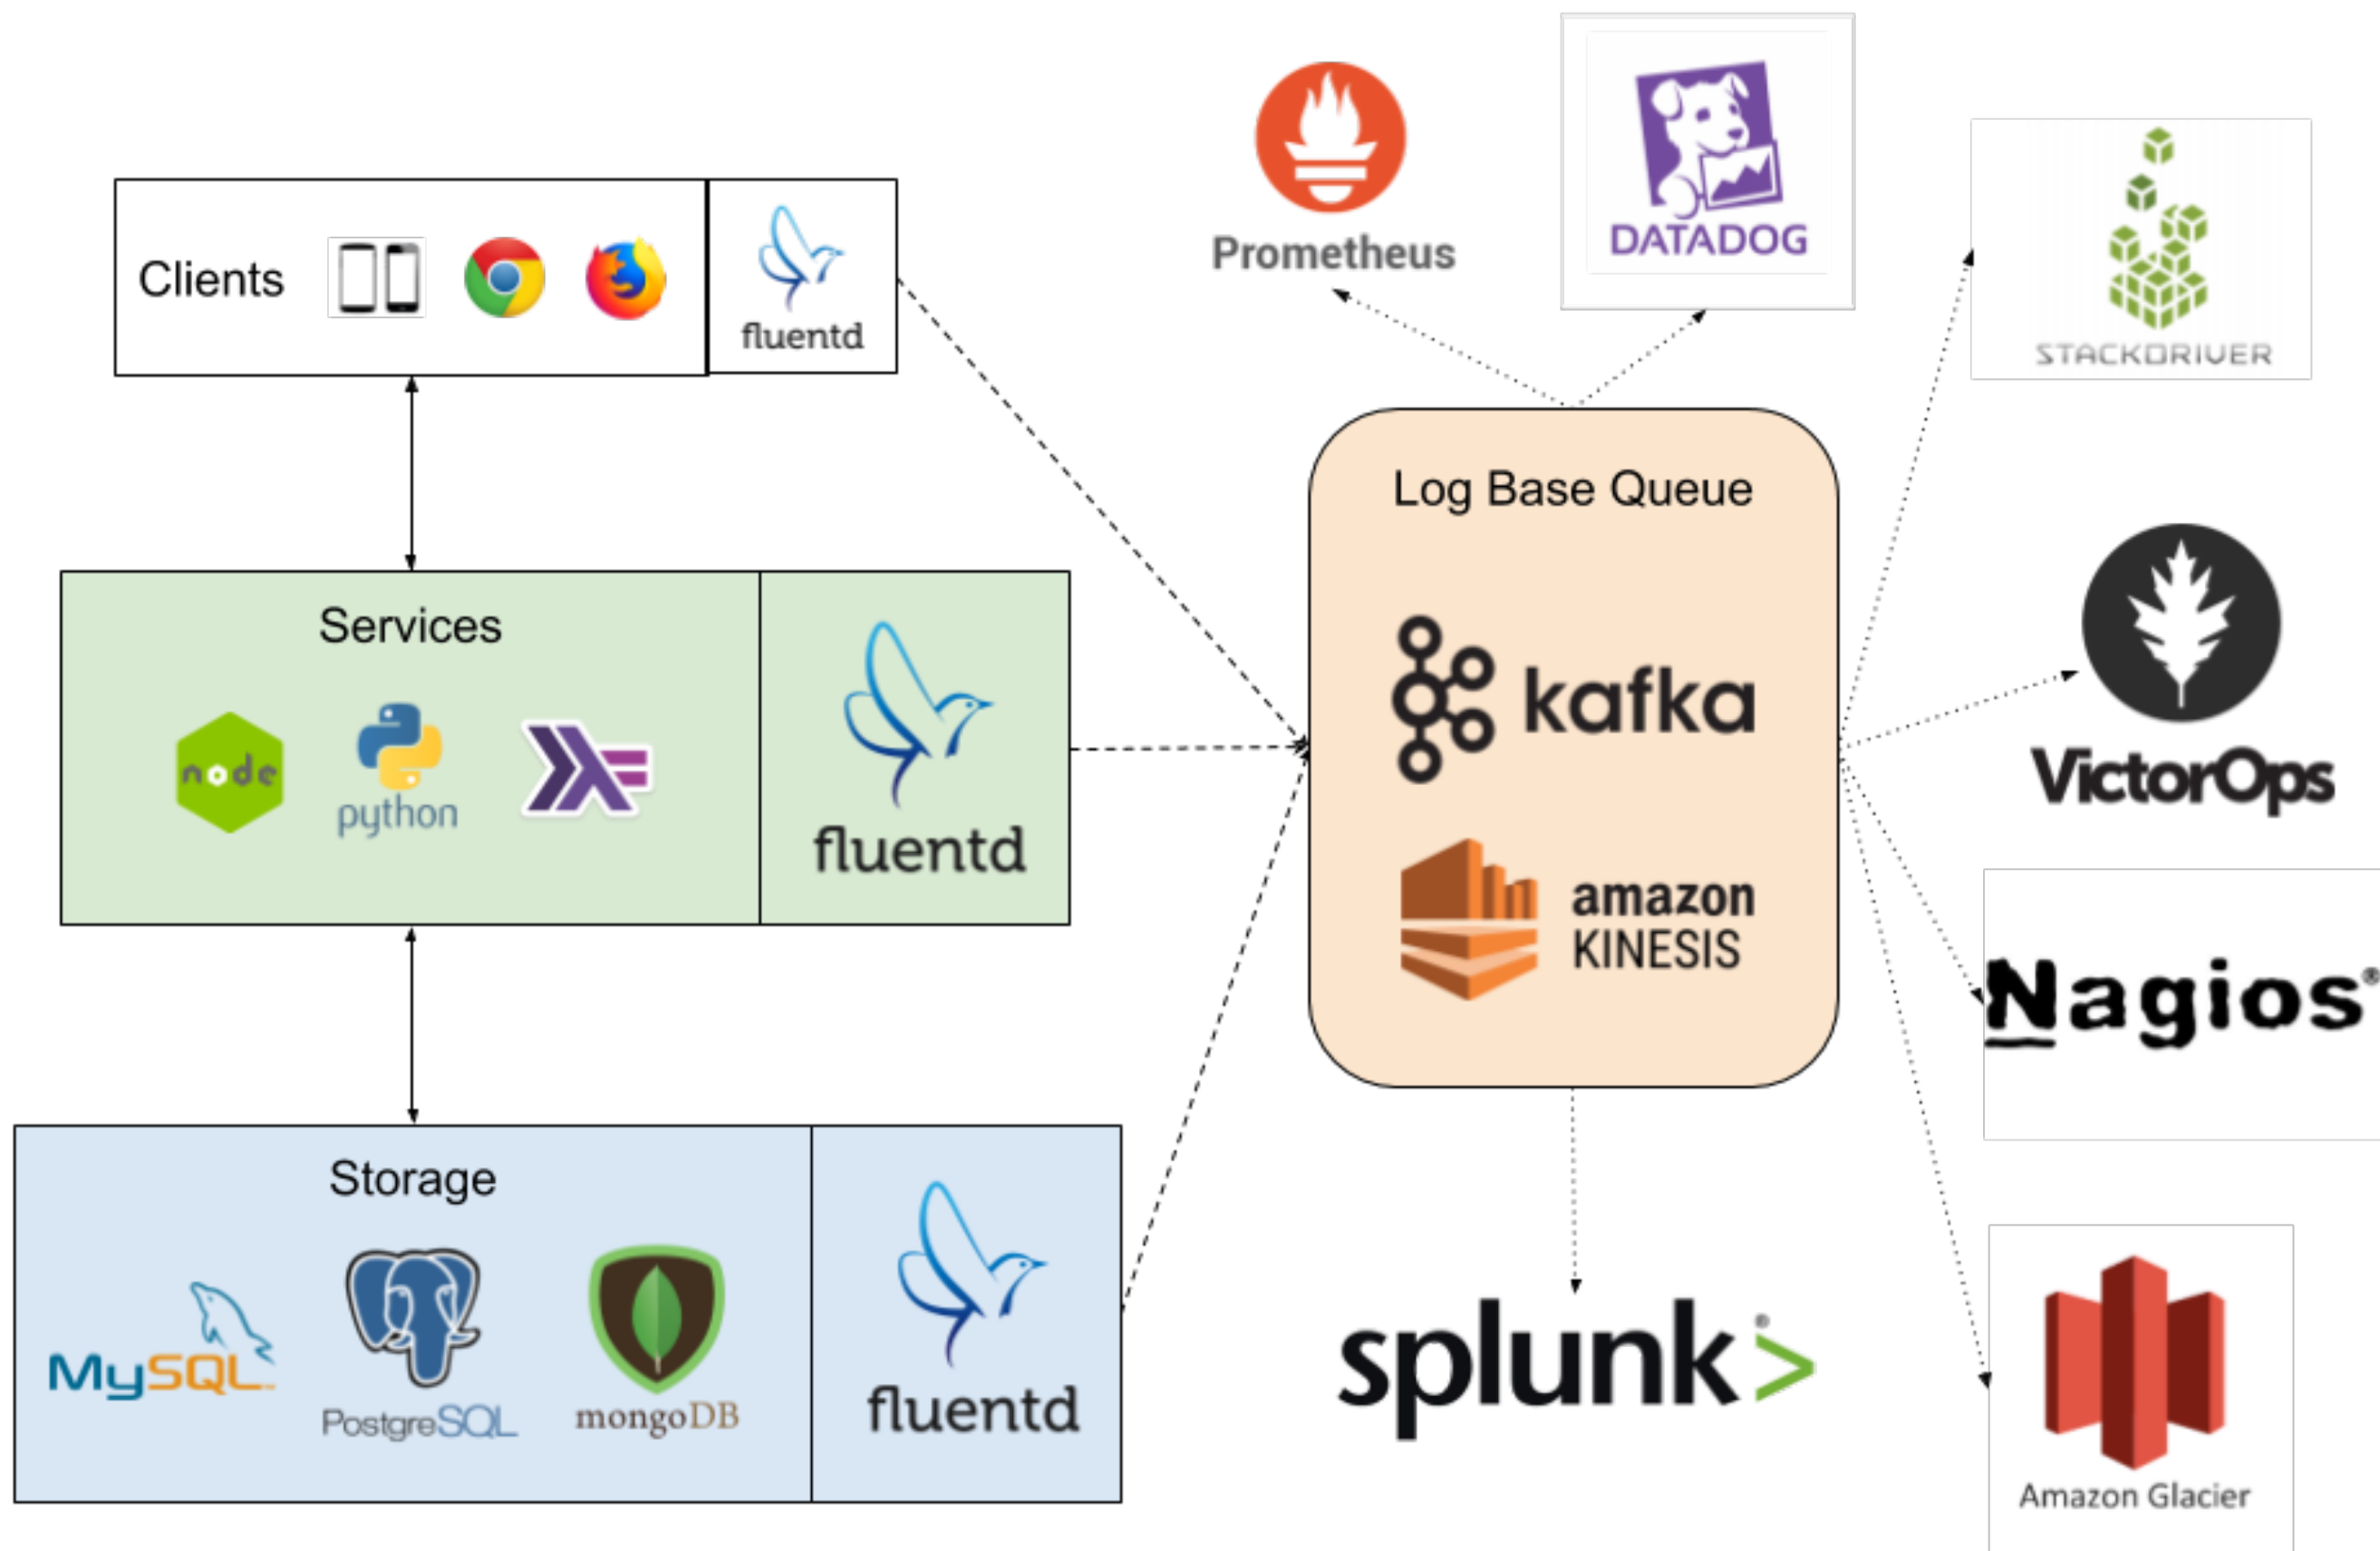 Clients
fluentd
Services
node
python
fluentd
Storage
MySQL
PostgreSQL
mongoDB
fluentd
Log Base Queue
kafka
amazon
KINESIS
Prometheus
DATADOG
STACKDRIVER
VictorOps
Nagios®
splunk>®
Amazon Glacier